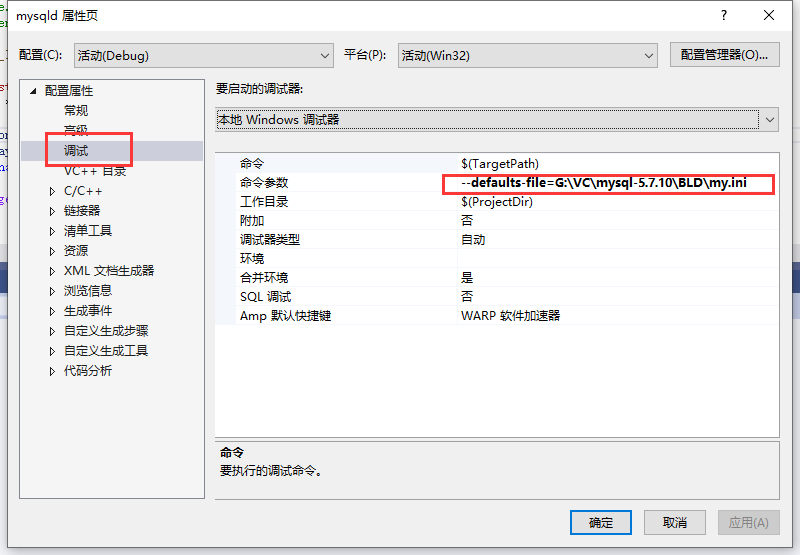 mysqld 属性页
?
配置(C):
活动(Debug)
平台(P):
活动(Win32)
配置管理器(O)...
配置属性
常规
高级
调试
VC++ 目录
C/C++
链接器
清单工具
资源
XML 文档生成器
浏览信息
生成事件
自定义生成步骤
自定义生成工具
代码分析
要启动的调试器:
本地 Windows 调试器
命令 $(TargetPath)
命令参数 --defaults-file=G:\VC\mysql-5.7.10\BLD\my.ini
工作目录 $(ProjectDir)
附加 否
调试器类型 自动
环境
合并环境 是
SQL 调试 否
Amp 默认快捷键 WARP 软件加速器
命令
要执行的调试命令。
确定
取消
应用(A)